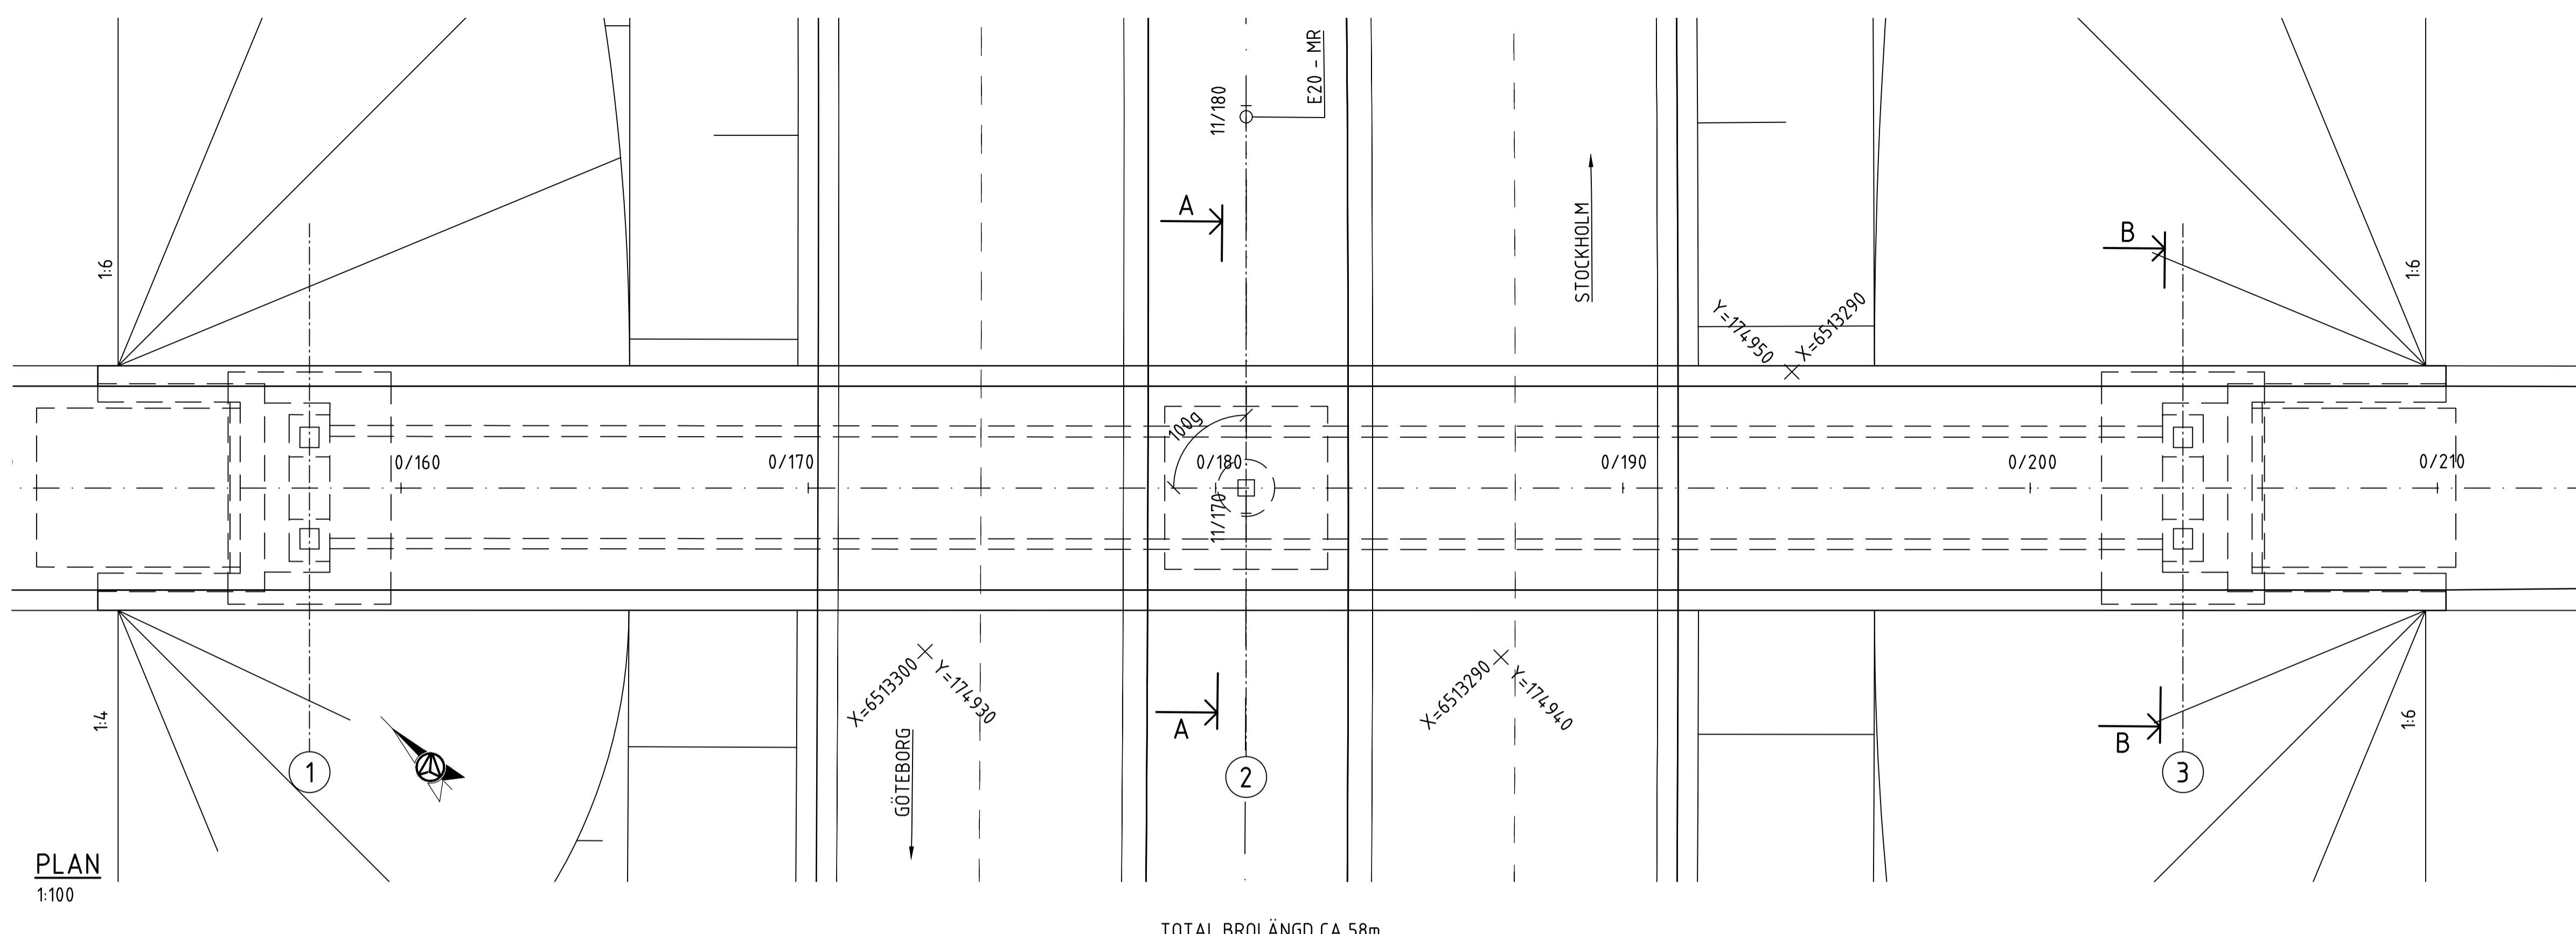 E20 - MR
11/180
A
STOCKHOLM
B
1:6
1:6
Y=174950
X=6513290
100g
0/160
0/170
0/180
0/190
0/200
0/210
11/170
X=6513300
Y=174930
X=6513290
Y=174940
1:4
A
B
1:6
GÖTEBORG
1
2
3
PLAN
1:100
TOTAL BROLÄNGD CA 58m